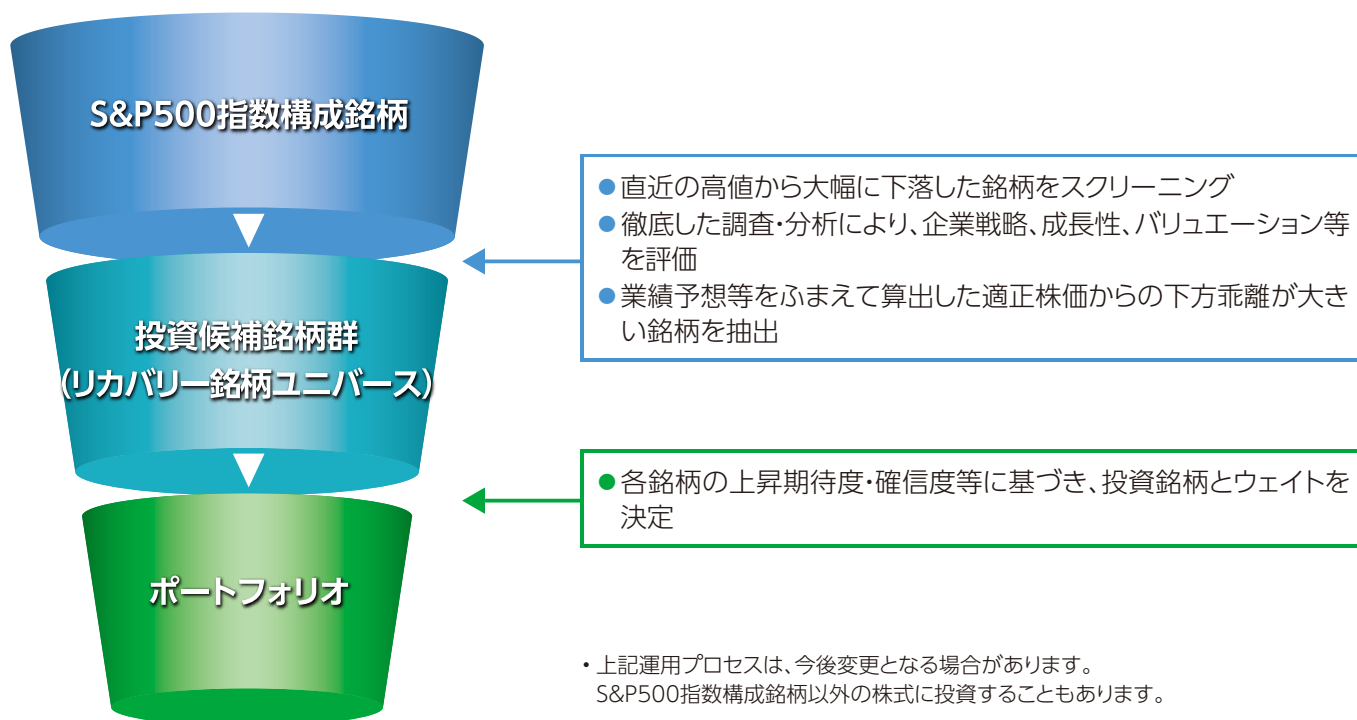 S&P500指数構成銘柄
●直近の高値から大幅に下落した銘柄をスクリーニング
●徹底した調査・分析により、企業戦略、成長性、バリュエーション等
を評価
●業績予想等をふまえて算出した適正株価からの下方乖離が大き
い銘柄を抽出
投資候補銘柄群
(リカバリー銘柄ユニバース)
●各銘柄の上昇期待度・確信度等に基づき、投資銘柄とウェイトを
決定
ポートフォリオ
・上記運用プロセスは、今後変更となる場合があります。
S&P500指数構成銘柄以外の株式に投資することもあります。